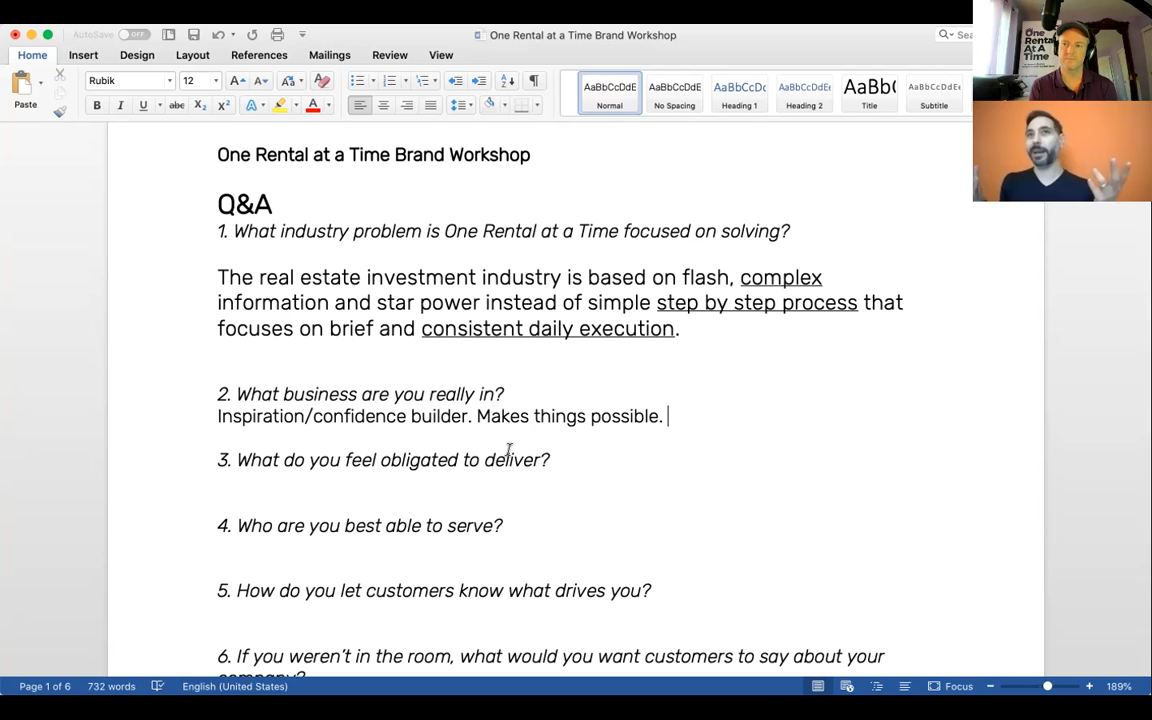 AutoSave OFF
One Rental at a Time Brand Workshop
Sea
Home Insert Design Layout References Mailings Review View
Paste
Rubik 12
AaBbCcDdE AaBbCcDdE AaBbCcDc AaBbCcDdE AaBb( AaBbCcDdE
Normal No Spacing Heading 1 Heading 2 Title Subtitle
One
Rental
At A
Time
One Rental at a Time Brand Workshop
Q&A
1. What industry problem is One Rental at a Time focused on solving?
The real estate investment industry is based on flash, complex
information and star power instead of simple step by step process that
focuses on brief and consistent daily execution.
2. What business are you really in?
Inspiration/confidence builder. Makes things possible.
3. What do you feel obligated to deliver?
4. Who are you best able to serve?
5. How do you let customers know what drives you?
6. If you weren't in the room, what would you want customers to say about your
company?
Page 1 of 6 732 words English (United States) Focus 189%